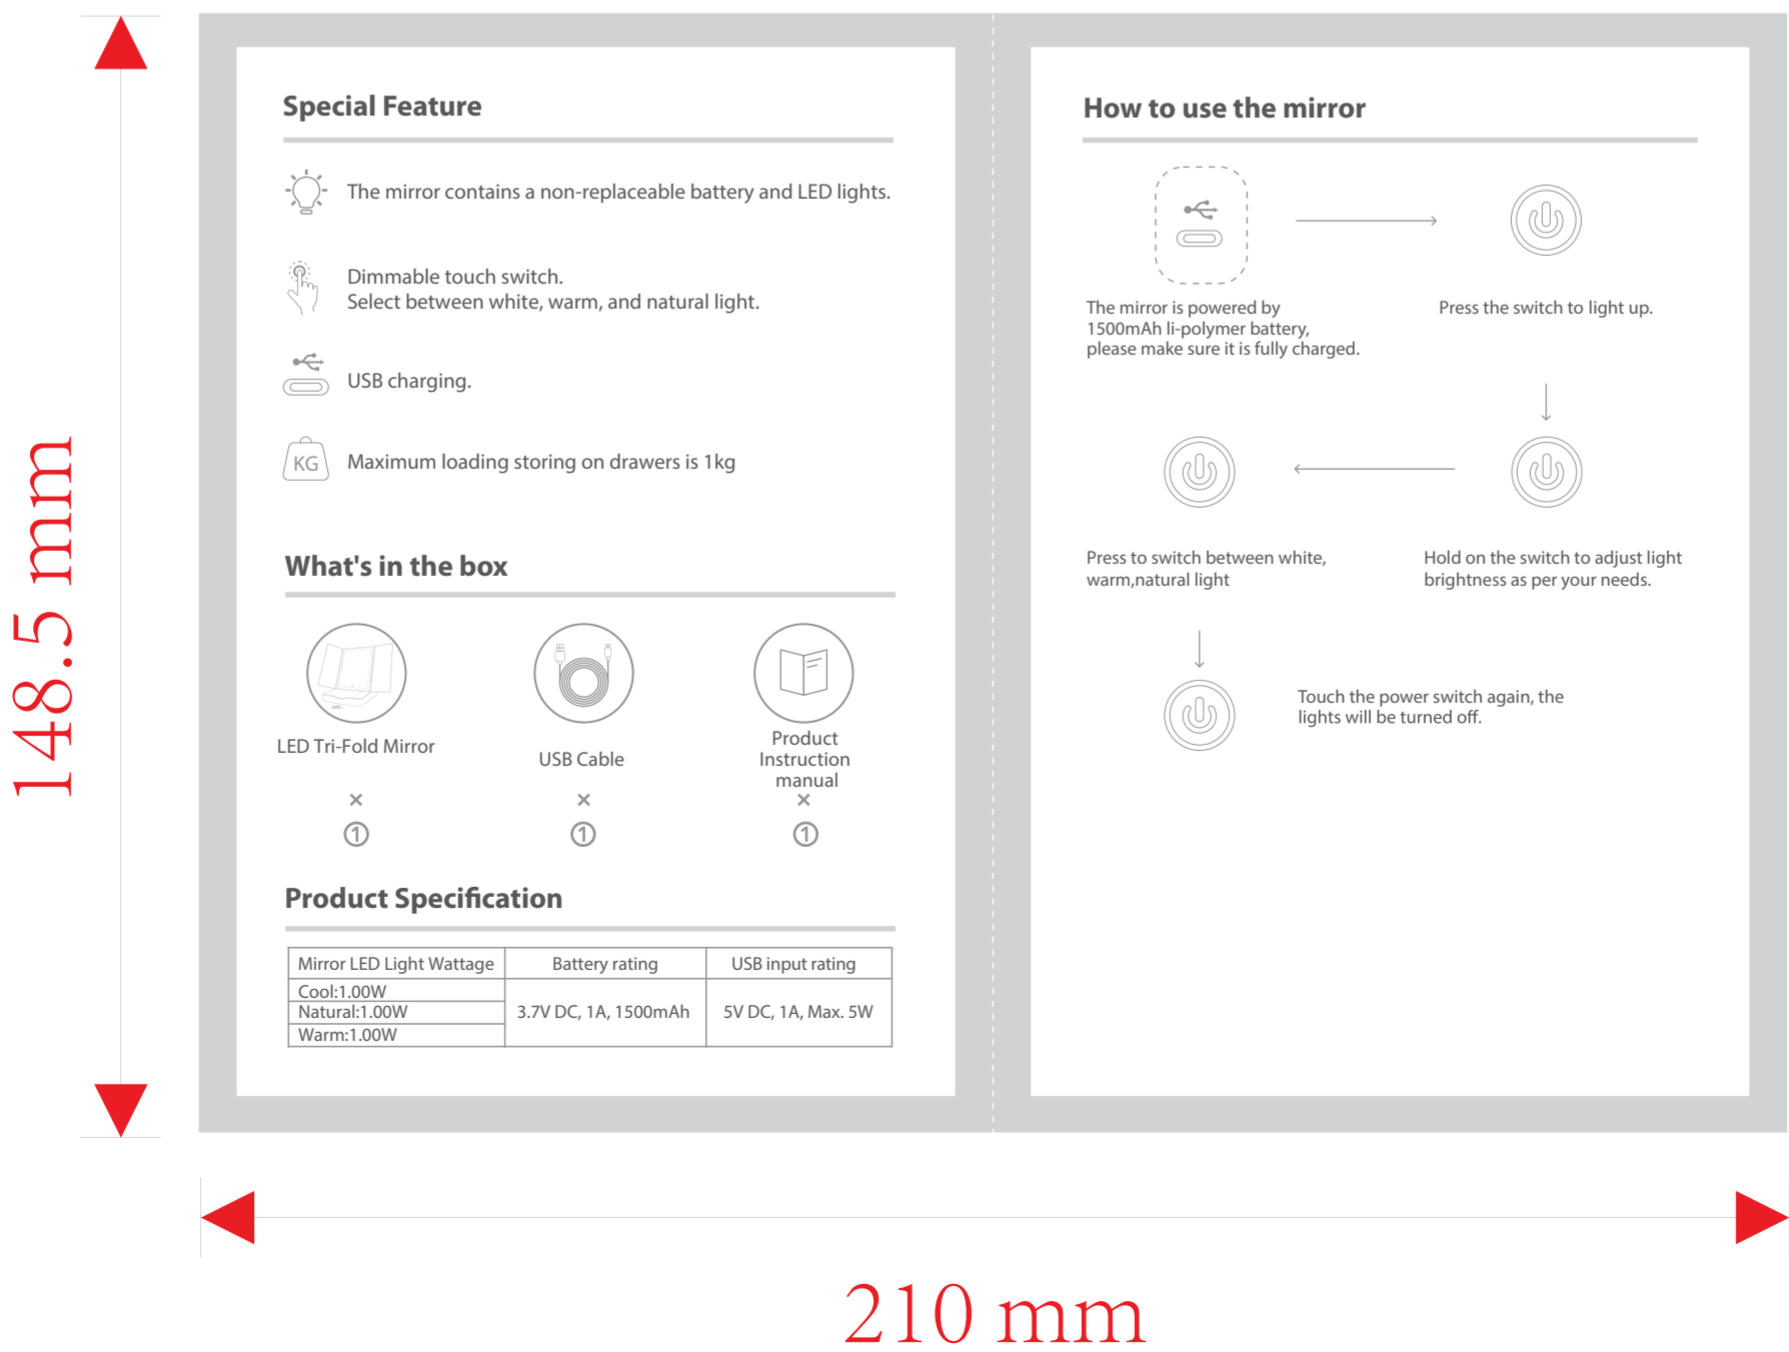 148.5 mm
Special Feature
The mirror contains a non-replaceable battery and LED lights.
Dimmable touch switch.
Select between white, warm, and natural light.
USB charging.
KG
Maximum loading storing on drawers is 1kg
What's in the box
LED Tri-Fold Mirror
×
①
USB Cable
×
①
Product
Instruction
manual
×
①
Product Specification
Mirror LED Light Wattage
Battery rating
USB input rating
Cool:1.00W
Natural:1.00W
Warm:1.00W
3.7V DC, 1A, 1500mAh
5V DC, 1A, Max. 5W
How to use the mirror
The mirror is powered by
1500mAh li-polymer battery,
please make sure it is fully charged.
Press the switch to light up.
Hold on the switch to adjust light
brightness as per your needs.
Press to switch between white,
warm,natural light
Touch the power switch again, the
lights will be turned off.
210 mm